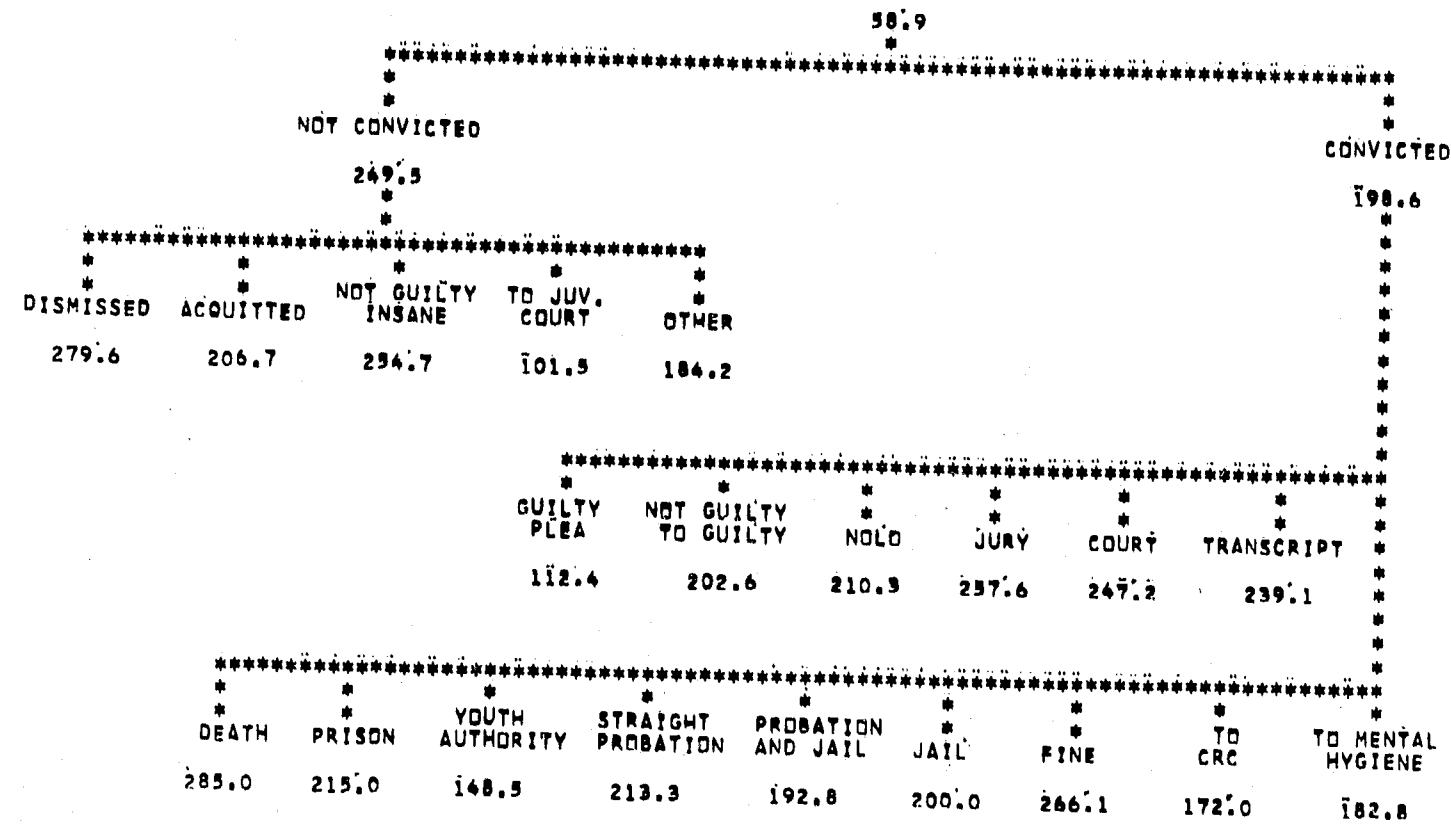 58.9
NOT CONVICTED
CONVICTED
249.5
198.6
DISMISSED ACQUITTED NOT GUILTY INSANE TO JUV. COURT OTHER
279.6 206.7 254.7 101.5 184.2
GUILTY PLEA NOT GUILTY TO GUILTY NOLO JURY COURT TRANSCRIPT
112.4 202.6 210.3 257.6 247.2 239.1
DEATH PRISON YOUTH AUTHORITY STRAIGHT PROBATION PROBATION AND JAIL JAIL FINE TO CRC TO MENTAL HYGIENE
285.0 215.0 148.5 213.3 192.8 200.0 266.1 172.0 182.8